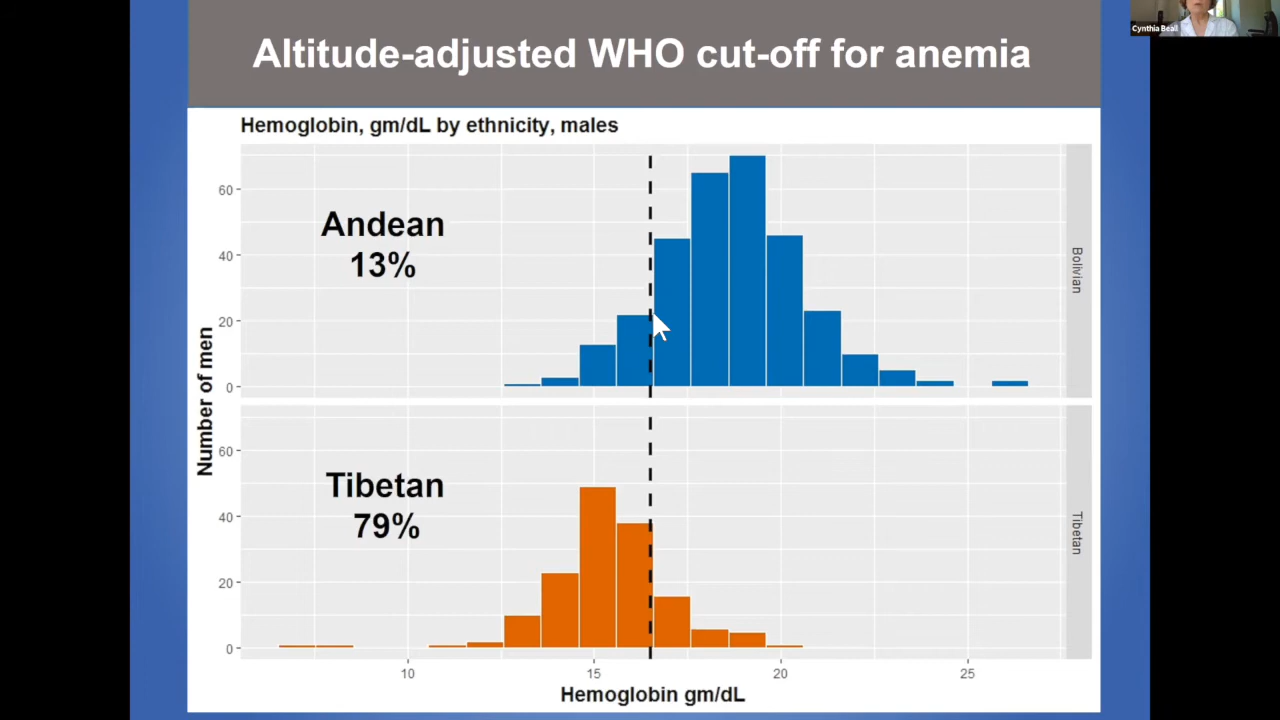 Altitude-adjusted WHO cut-off for anemia
Cynthia Beall
Hemoglobin, gm/dL by ethnicity, males
Number of men
60
40
20
0
Andean
13%
Bolivian
60
40
20
0
Tibetan
79%
Tibetan
10
15
20
25
Hemoglobin gm/dL